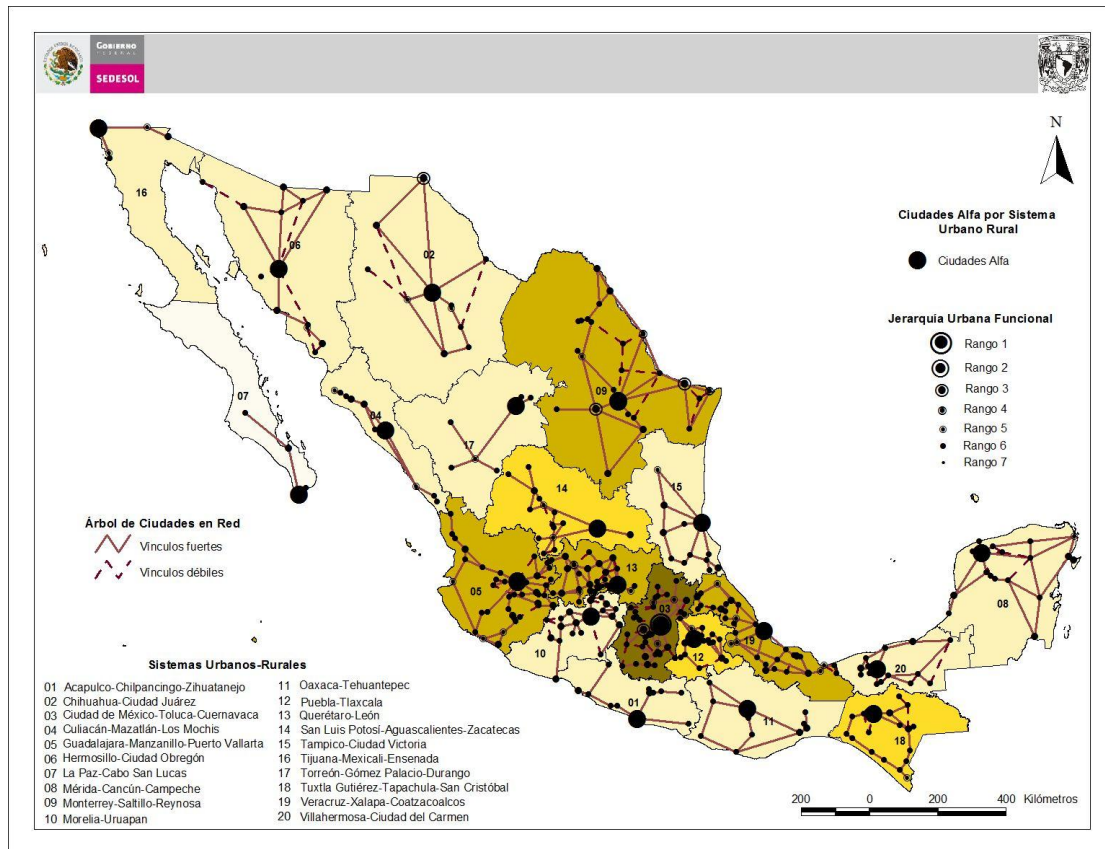 GOBIERNO
FEDERAL
SEDESOL
N
Ciudades Alfa por Sistema
Urbano Rural
Ciudades Alfa
Jerarquia Urbana Funcional
Rango 1
Rango 2
Rango 3
Rango 4
Rango 5
Rango 6
Rango 7
16
06
02
07
04
09
17
14
15
05
13
03
10
12
19
01
11
20
18
08
Árbol de Ciudades en Red
Vinculos fuertes
Vinculos débiles
Sistemas Urbanos-Rurales
01 Acapulco-Chilpancingo-Zihuatanejo
02 Chihuahua-Ciudad Juárez
03 Ciudad de México-Toluca-Cuernavaca
04 Culiacán-Mazatlán-Los Mochis
05 Guadalajara-Manzanillo-Puerto Vallarta
06 Hermosillo-Ciudad Obregón
07 La Paz-Cabo San Lucas
08 Mérida-Cancún-Campeche
09 Monterrey-Saltillo-Reynosa
10 Morelia-Uruapan
11 Oaxaca-Tehuantepec
12 Puebla-Tlaxcala
13 Querétaro-León
14 San Luis Potosí-Aguascalientes-Zacatecas
15 Tampico-Ciudad Victoria
16 Tijuana-Mexicali-Ensenada
17 Torreón-Gómez Palacio-Durango
18 Tuxtla Gutiérrez-Tapachula-San Cristóbal
19 Veracruz-Xalapa-Coatzacoalcos
20 Villahermosa-Ciudad del Carmen
200 0 200 400 Kilómetros